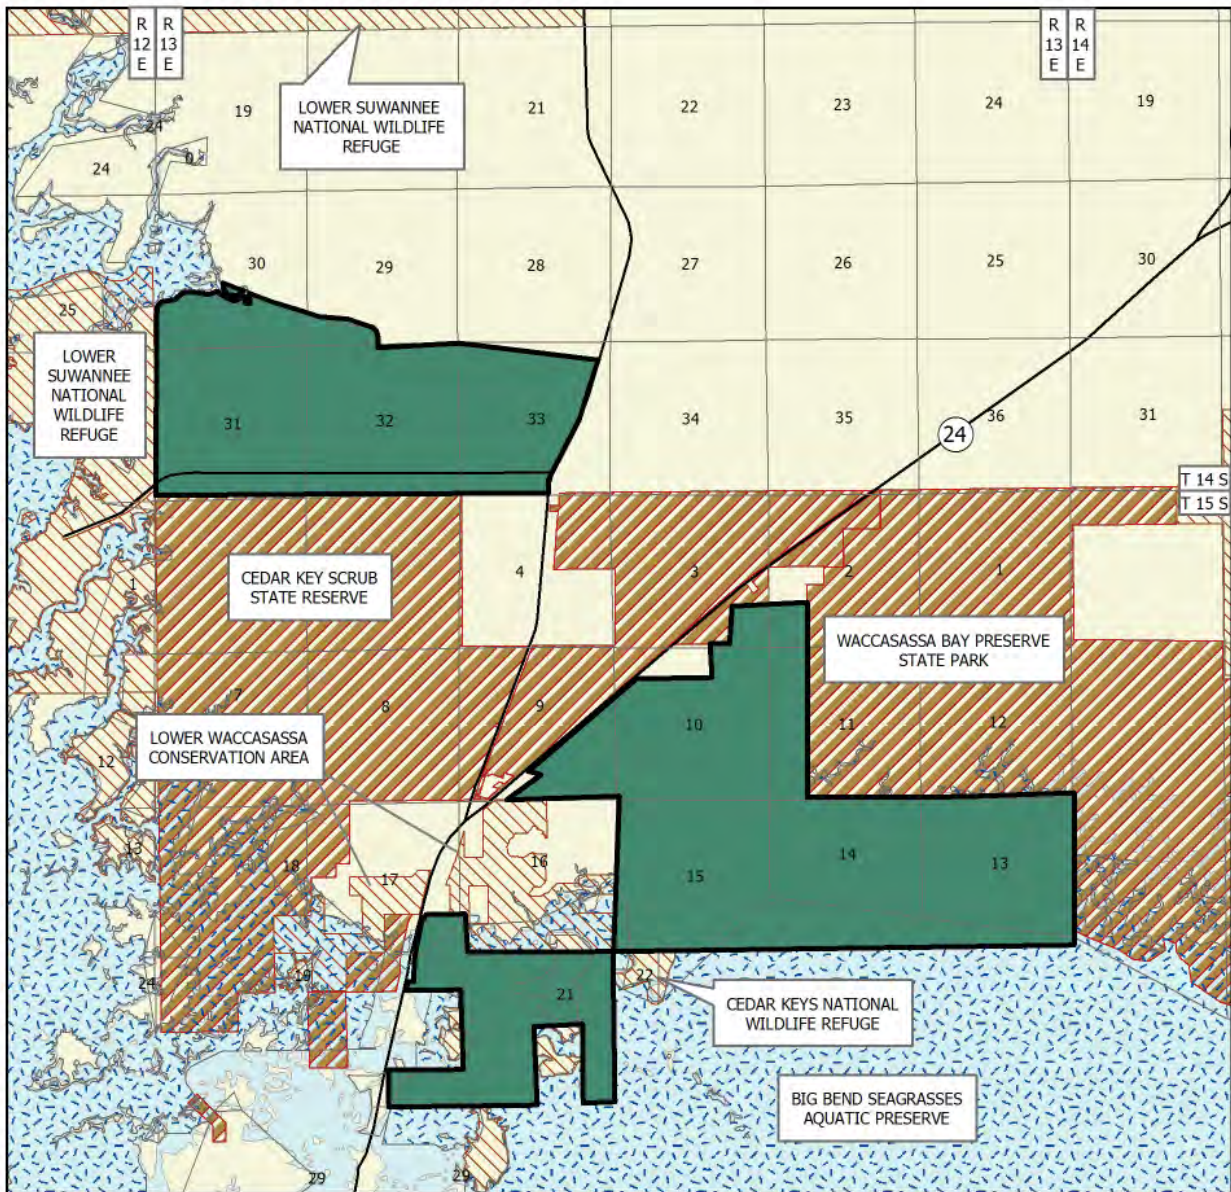 R
12
E
R
13
E
R
13
E
R
14
E
19
21
22
23
24
19
LOWER SUWANNEE
NATIONAL WILDLIFE
REFUGE
24
24
0
30
29
28
27
26
25
30
25
LOWER
SUWANNEE
NATIONAL
WILDLIFE
REFUGE
31
32
33
34
35
36
31
24
T 14 S
T 15 S
1
CEDAR KEY SCRUB
STATE RESERVE
4
3
2
1
WACCASASSA BAY PRESERVE
STATE PARK
7
8
9
10
11
12
LOWER WACCASASSA
CONSERVATION AREA
12
13
18
17
16
15
14
13
24
19
21
22
CEDAR KEYS NATIONAL
WILDLIFE REFUGE
BIG BEND SEAGRASSES
AQUATIC PRESERVE
29
29